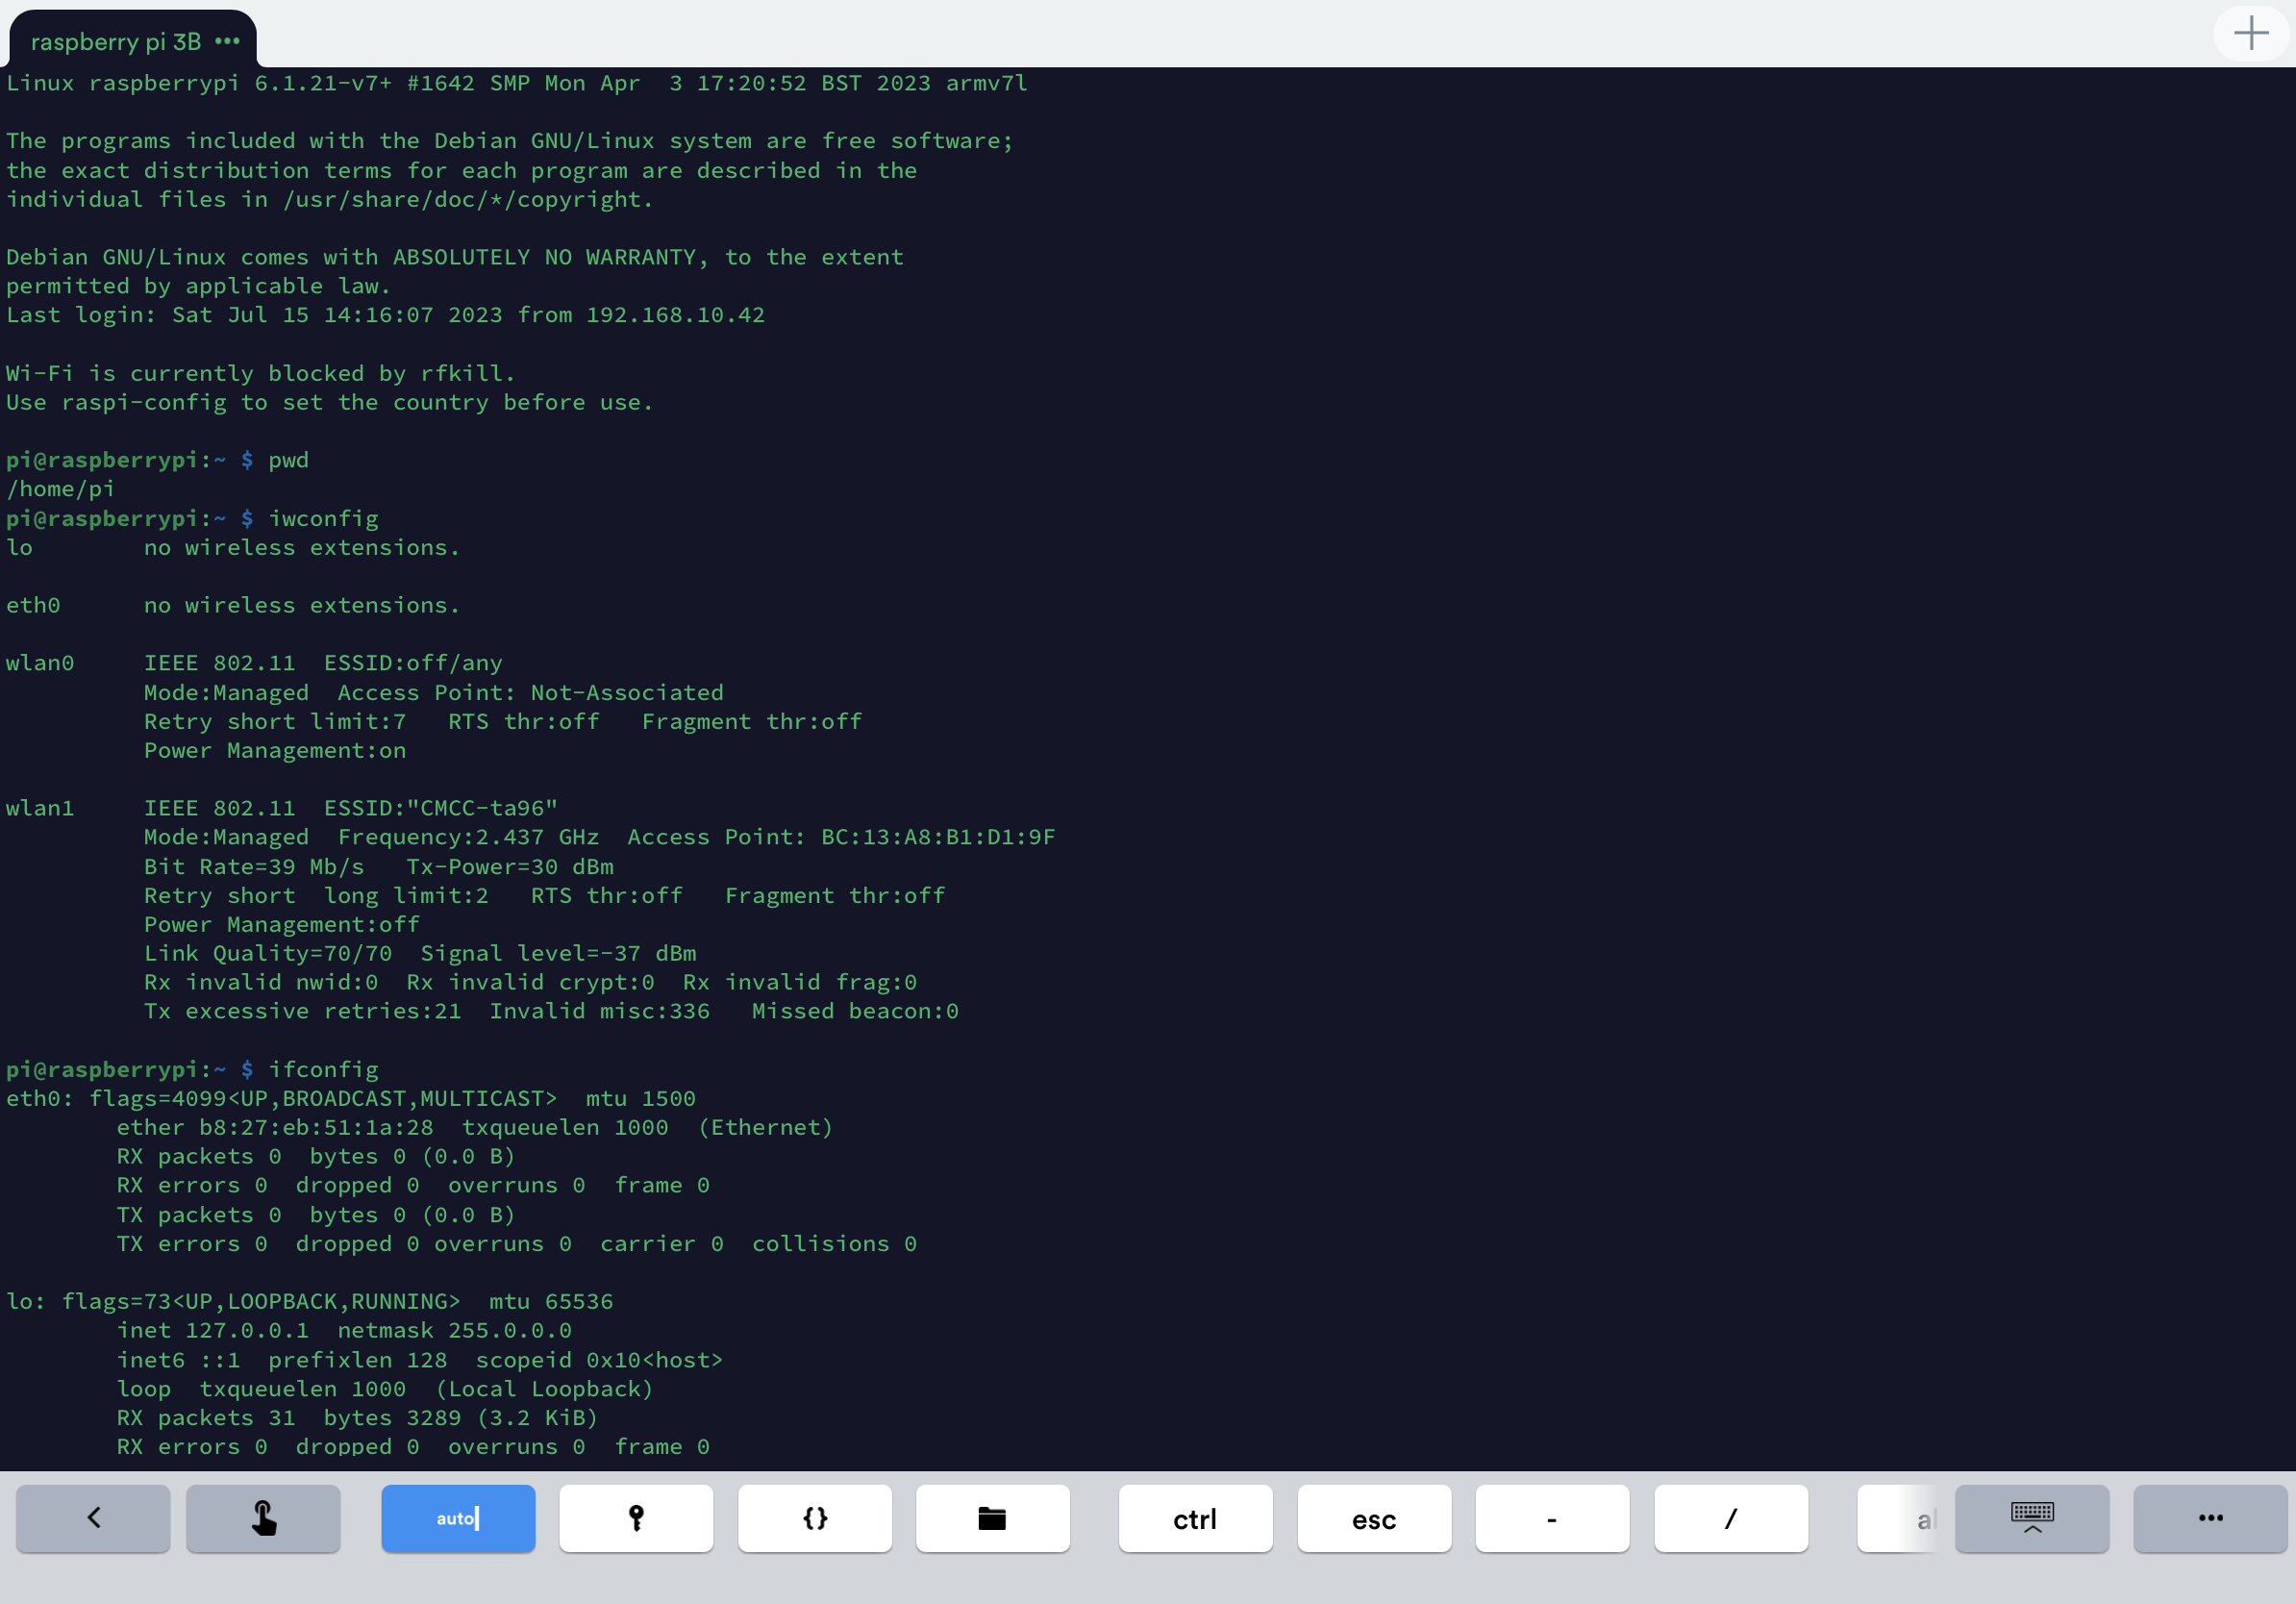 raspberry pi 3B •••
Linux raspberrypi 6.1.21-v7+ #1642 SMP Mon Apr  3 17:20:52 BST 2023 armv7l

The programs included with the Debian GNU/Linux system are free software;
the exact distribution terms for each program are described in the
individual files in /usr/share/doc/*/copyright.

Debian GNU/Linux comes with ABSOLUTELY NO WARRANTY, to the extent
permitted by applicable law.
Last login: Sat Jul 15 14:16:07 2023 from 192.168.10.42

Wi-Fi is currently blocked by rfkill.
Use raspi-config to set the country before use.

pi@raspberrypi:~ $ pwd
/home/pi
pi@raspberrypi:~ $ iwconfig
lo        no wireless extensions.

eth0      no wireless extensions.

wlan0     IEEE 802.11  ESSID:off/any
          Mode:Managed  Access Point: Not-Associated
          Retry short limit:7   RTS thr:off   Fragment thr:off
          Power Management:on

wlan1     IEEE 802.11  ESSID:"CMCC-ta96"
          Mode:Managed  Frequency:2.437 GHz  Access Point: BC:13:A8:B1:D1:9F
          Bit Rate=39 Mb/s   Tx-Power=30 dBm
          Retry short  long limit:2   RTS thr:off   Fragment thr:off
          Power Management:off
          Link Quality=70/70  Signal level=-37 dBm
          Rx invalid nwid:0  Rx invalid crypt:0  Rx invalid frag:0
          Tx excessive retries:21  Invalid misc:336   Missed beacon:0

pi@raspberrypi:~ $ ifconfig
eth0: flags=4099<UP,BROADCAST,MULTICAST>  mtu 1500
        ether b8:27:eb:51:1a:28  txqueuelen 1000  (Ethernet)
        RX packets 0  bytes 0 (0.0 B)
        RX errors 0  dropped 0  overruns 0  frame 0
        TX packets 0  bytes 0 (0.0 B)
        TX errors 0  dropped 0 overruns 0  carrier 0  collisions 0

lo: flags=73<UP,LOOPBACK,RUNNING>  mtu 65536
        inet 127.0.0.1  netmask 255.0.0.0
        inet6 ::1  prefixlen 128  scopeid 0x10<host>
        loop  txqueuelen 1000  (Local Loopback)
        RX packets 31  bytes 3289 (3.2 KiB)
        RX errors 0  dropped 0  overruns 0  frame 0
auto {} ctrl esc - / •••